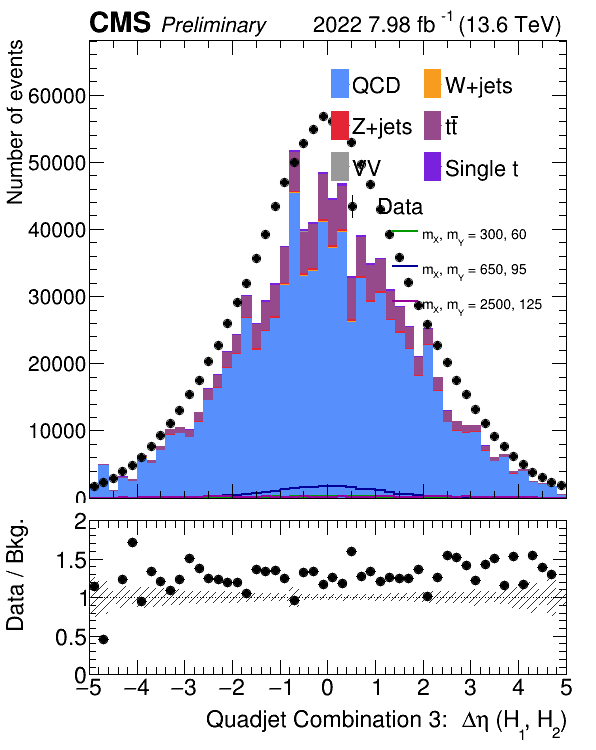 CMS Preliminary 2022 7.98 fb⁻¹ (13.6 TeV)
Number of events
60000
50000
40000
30000
20000
10000
0
QCD W+jets
Z+jets tt̄
VV Single t
Data
m_X, m_Y = 300, 60
m_X, m_Y = 650, 95
m_X, m_Y = 2500, 125
Data / Bkg.
2
1.5
1
0.5
0
−5 −4 −3 −2 −1 0 1 2 3 4 5
Quadjet Combination 3: Δη (H₁, H₂)